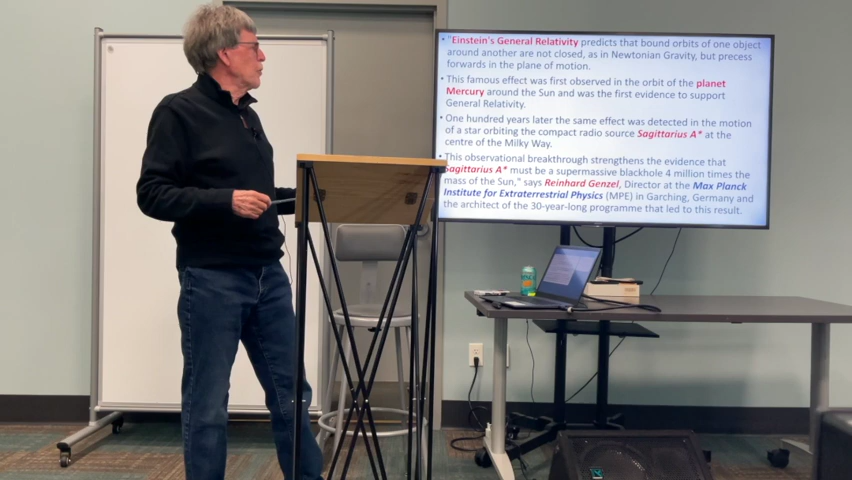 • "Einstein's General Relativity predicts that bound orbits of one object
around another are not closed, as in Newtonian Gravity, but precess
forwards in the plane of motion.
• This famous effect was first observed in the orbit of the planet
Mercury around the Sun and was the first evidence to support
General Relativity.
• One hundred years later the same effect was detected in the motion
of a star orbiting the compact radio source Sagittarius A* at the
centre of the Milky Way.
• This observational breakthrough strengthens the evidence that
Sagittarius A* must be a supermassive blackhole 4 million times the
mass of the Sun," says Reinhard Genzel, Director at the Max Planck
Institute for Extraterrestrial Physics (MPE) in Garching, Germany and
the architect of the 30-year-long programme that led to this result.